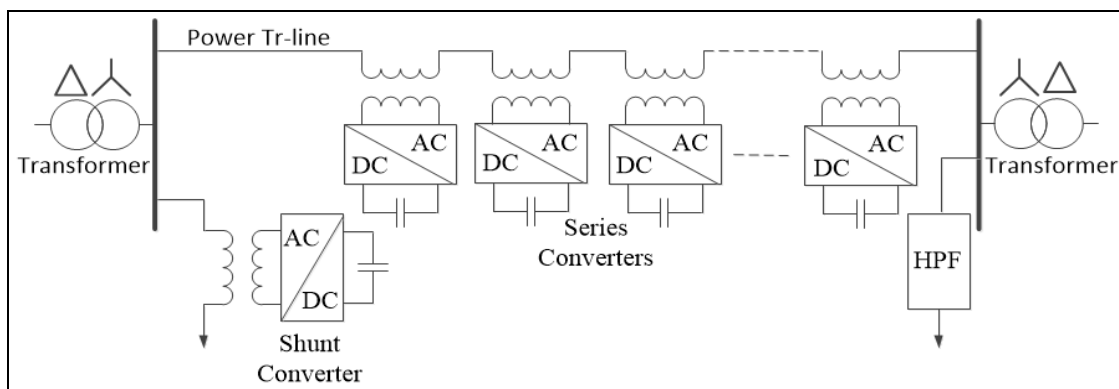 Power Tr-line
Transformer
AC
DC
AC
DC
AC
DC
AC
DC
Transformer
AC
DC
Series
Converters
HPF
Shunt
Converter